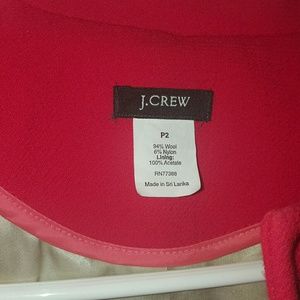 J.CREW
P2
94% Wool
6% Nylon
Lining:
100% Acetate
RN77388
Made in Sri Lanka